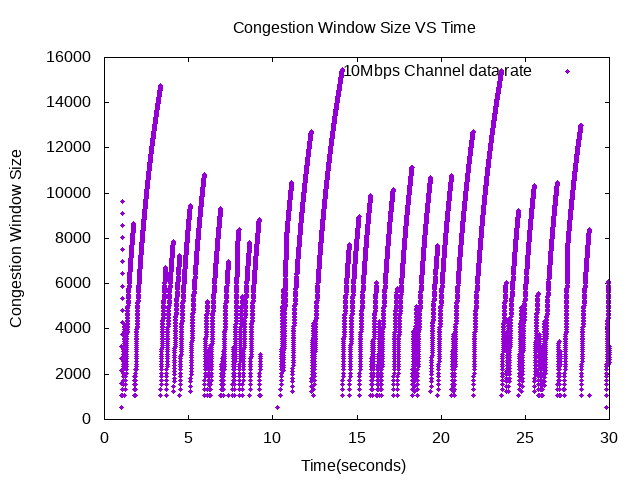 Congestion Window Size VS Time
10Mbps Channel data rate
Congestion Window Size
16000
14000
12000
10000
8000
6000
4000
2000
0
0 5 10 15 20 25 30
Time(seconds)